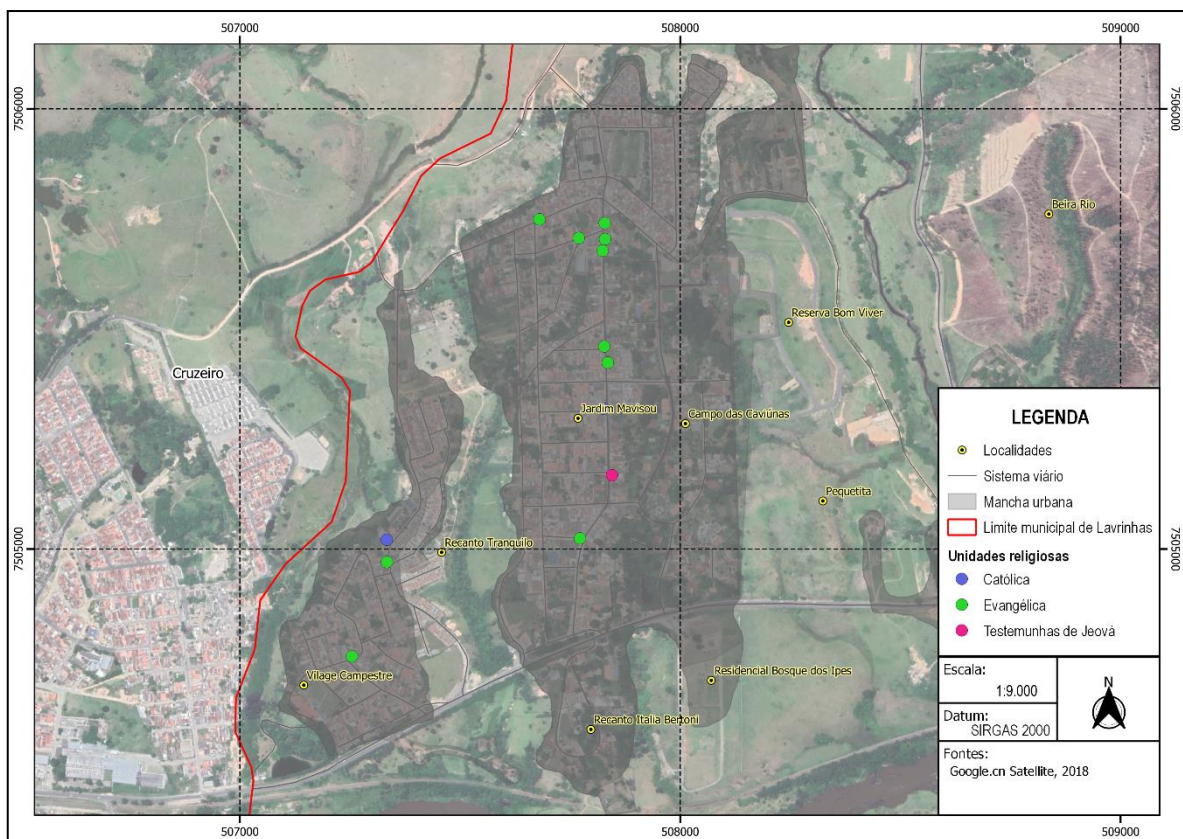 507000
508000
509000
7506000
7506000
Beira Rio
Reserva Bom Viver
Cruzeiro
Jardim Mavisou
Campo das Caviúnas
Pequetita
Recanto Tranquilo
7505000
7505000
Vilage Campestre
Residencial Bosque dos Ipes
Recanto Italia Bertoni
LEGENDA
Localidades
Sistema viário
Mancha urbana
Limite municipal de Lavrinhas
Unidades religiosas
Católica
Evangélica
Testemunhas de Jeová
Escala:
1:9.000
N
Datum:
SIRGAS 2000
Fontes:
Google.cn Satellite, 2018
507000
508000
509000